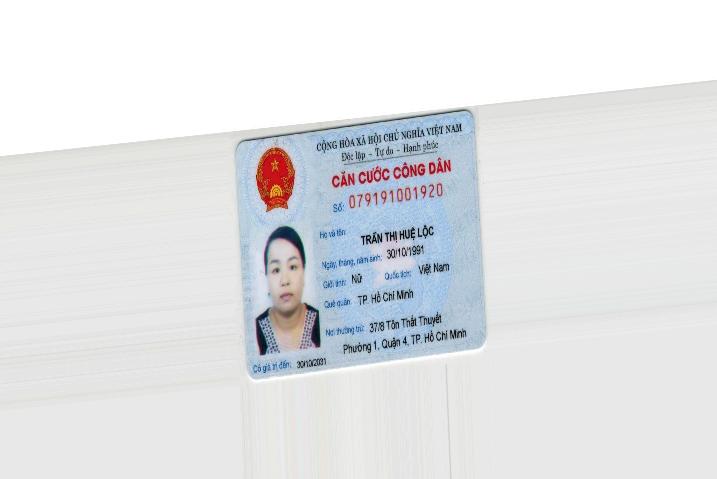 CỘNG HÒA XÃ HỘI CHỦ NGHĨA VIỆT NAM
Độc lập - Tự do - Hạnh phúc
CĂN CƯỚC CÔNG DÂN
Số: 079191001920
Họ và tên:
TRẦN THỊ HUỆ LỘC
Ngày, tháng, năm sinh: 30/10/1991
Giới tính: Nữ Quốc tịch: Việt Nam
Quê quán: TP. Hồ Chí Minh
Nơi thường trú: 37/8 Tôn Thất Thuyết
Phường 1, Quận 4, TP. Hồ Chí Minh
Có giá trị đến: 30/10/2031